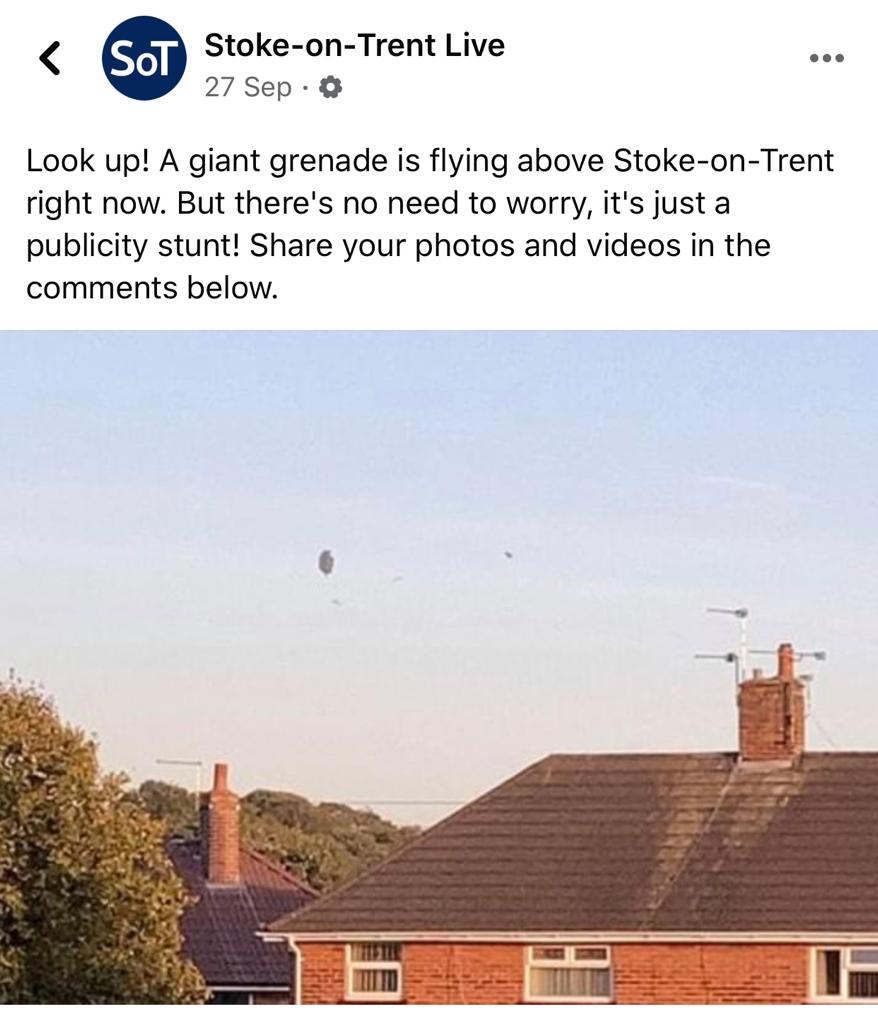 SoT
Stoke-on-Trent Live
27 Sep ·
Look up! A giant grenade is flying above Stoke-on-Trent
right now. But there's no need to worry, it's just a
publicity stunt! Share your photos and videos in the
comments below.